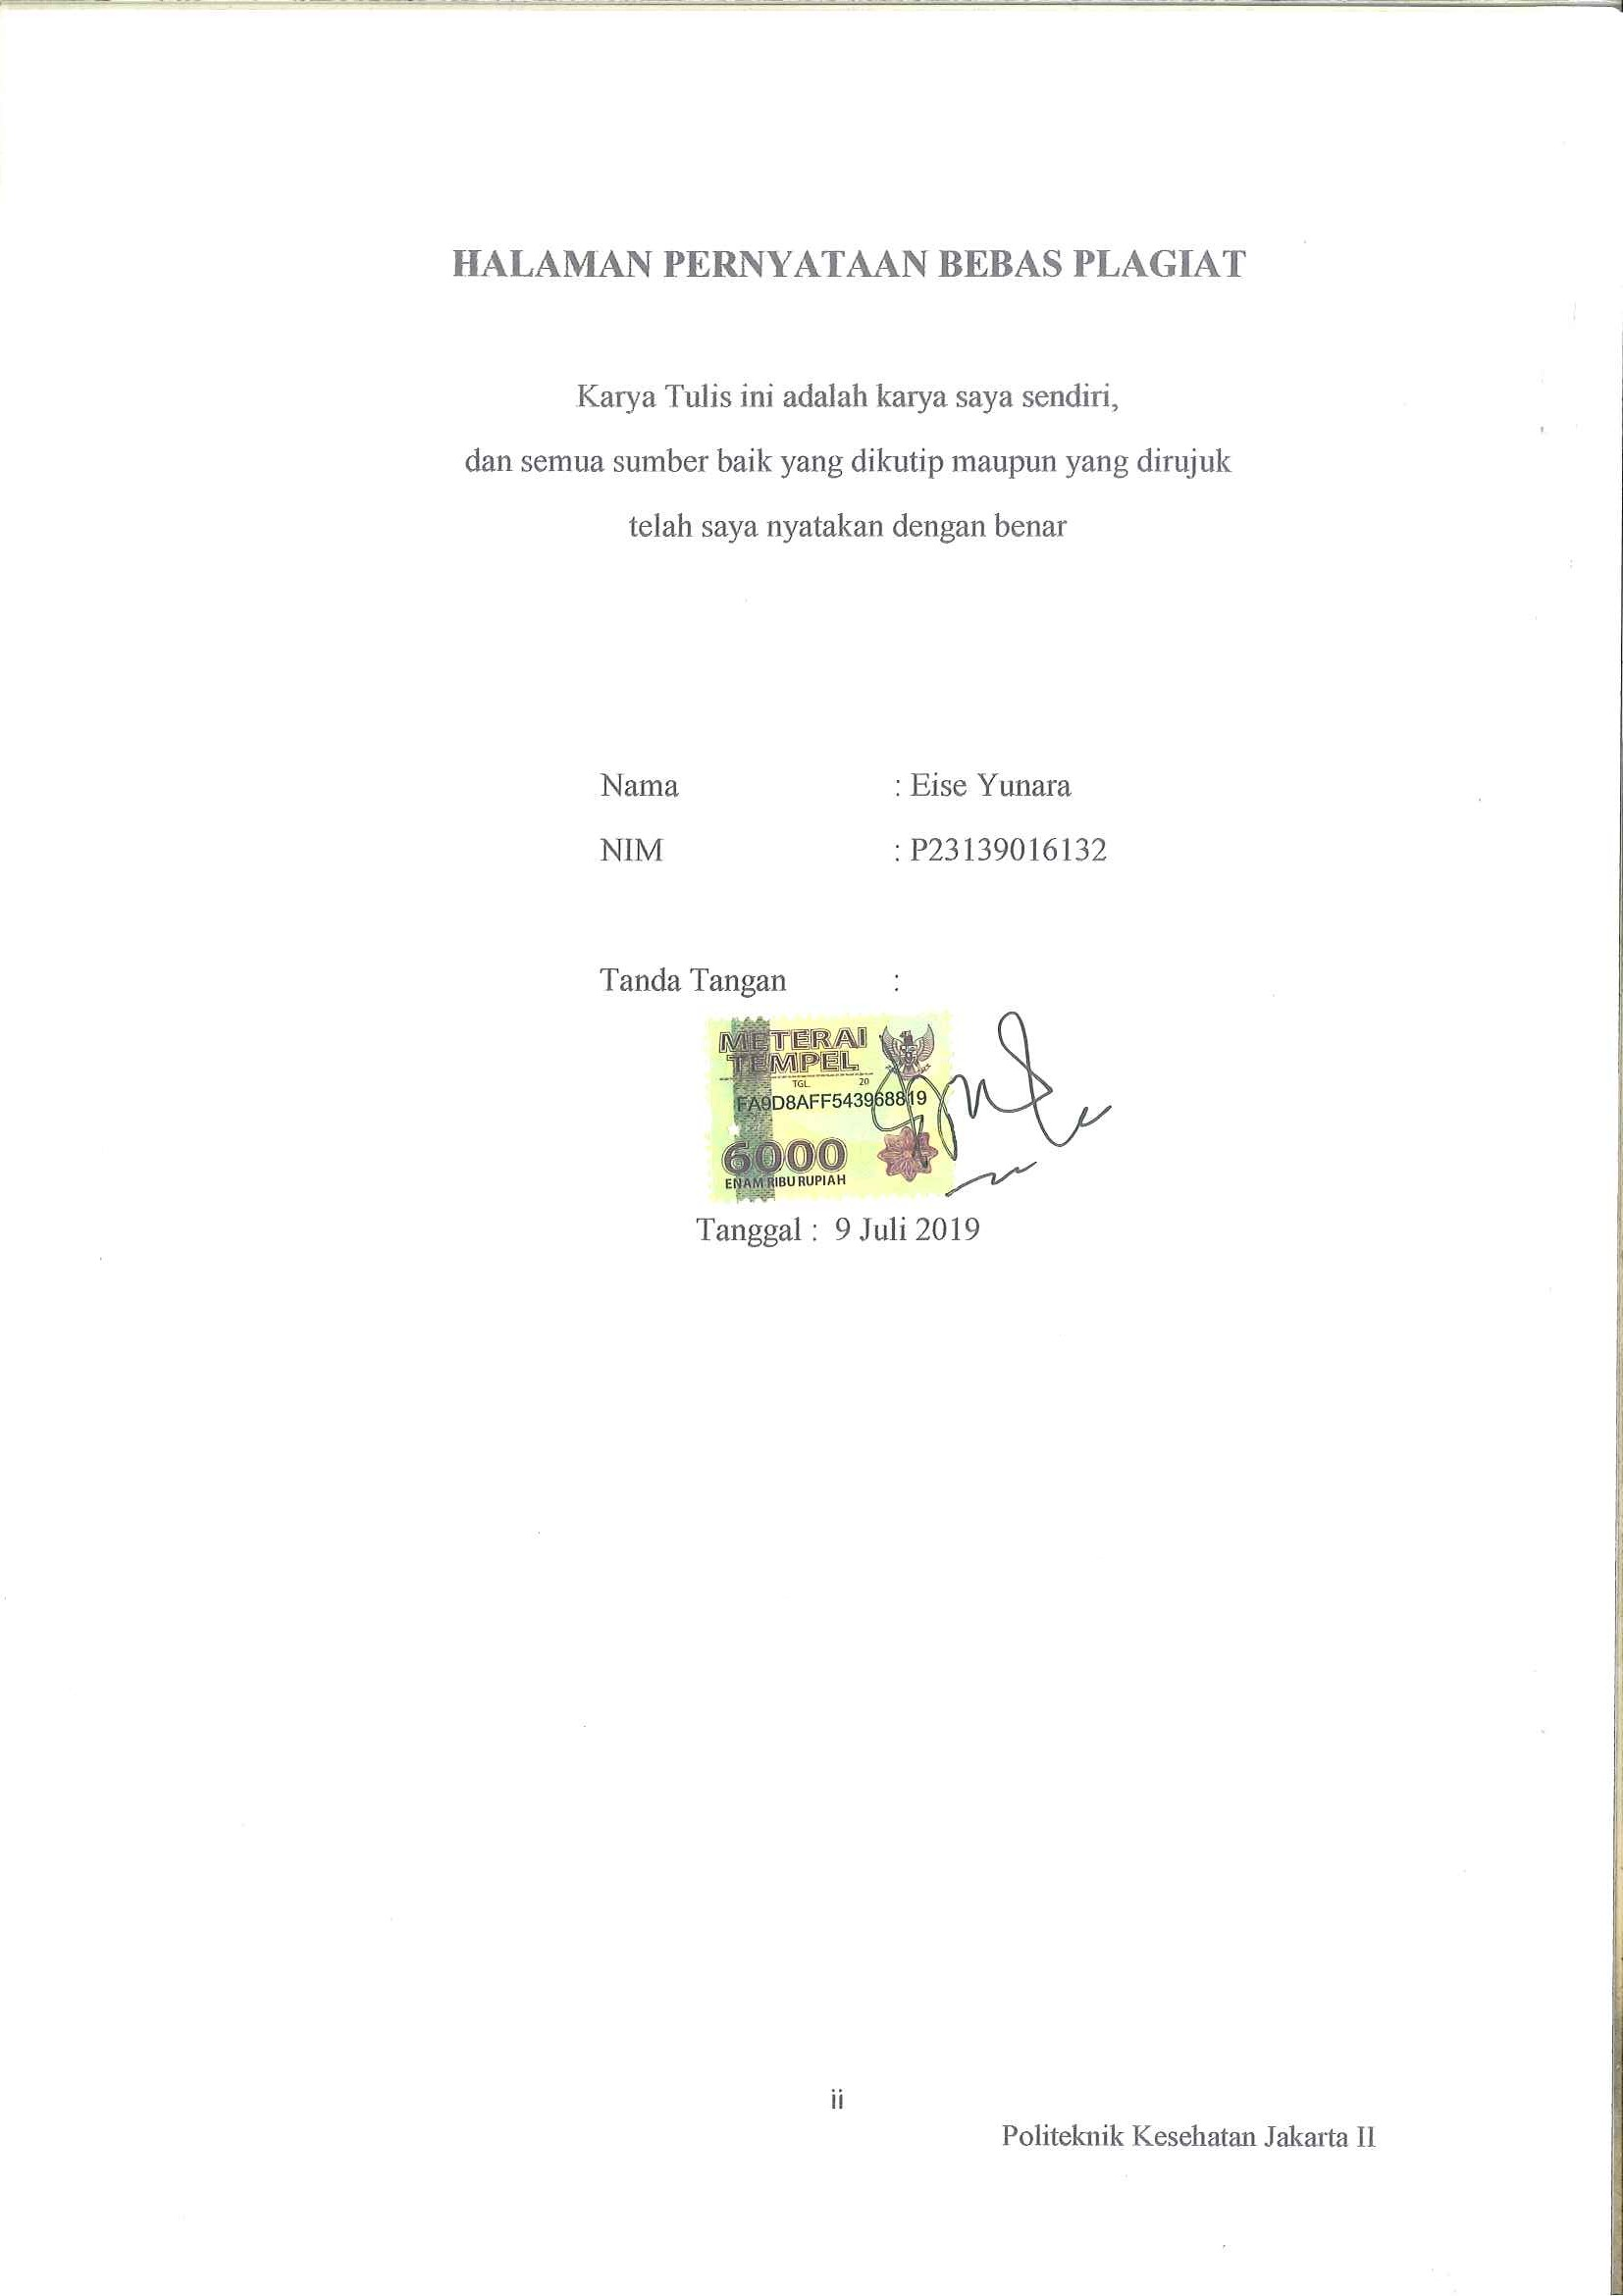 HALAMAN PERNYATAAN BEBAS PLAGIAT
Karya Tulis ini adalah karya saya sendiri,
dan semua sumber baik yang dikutip maupun yang dirujuk
telah saya nyatakan dengan benar
Nama : Eise Yunara
NIM : P23139016132
Tanda Tangan :
METERAI
TEMPEL
TGL. 20
FA9D8AFF543968819
6000
ENAM RIBU RUPIAH
Tanggal : 9 Juli 2019
ii
Politeknik Kesehatan Jakarta II